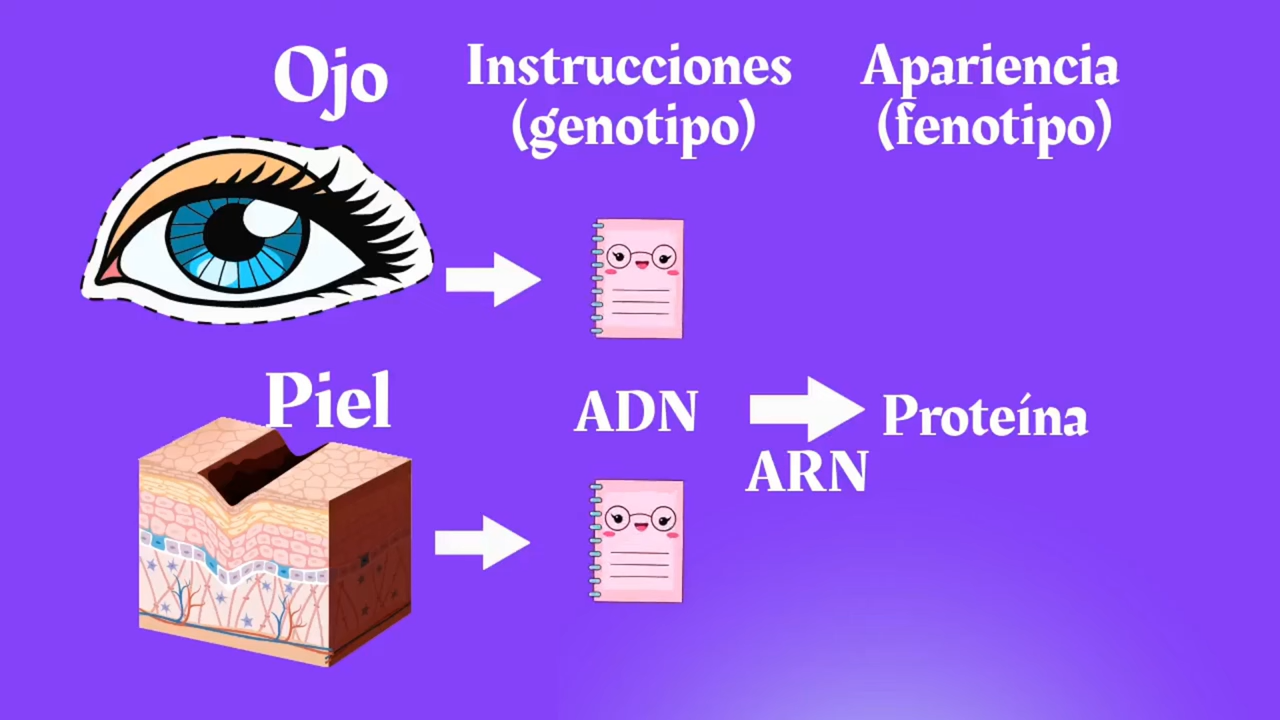 Ojo
Instrucciones
(genotipo)
Apariencia
(fenotipo)
Piel
ADN
ARN
Proteína